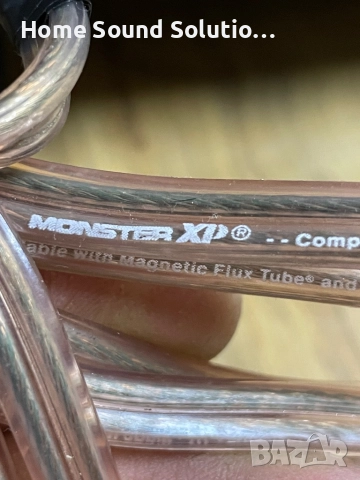 Home Sound Solutio...
MONSTER XP® -- Comp
able with Magnetic Flux Tube® and
BAZAR